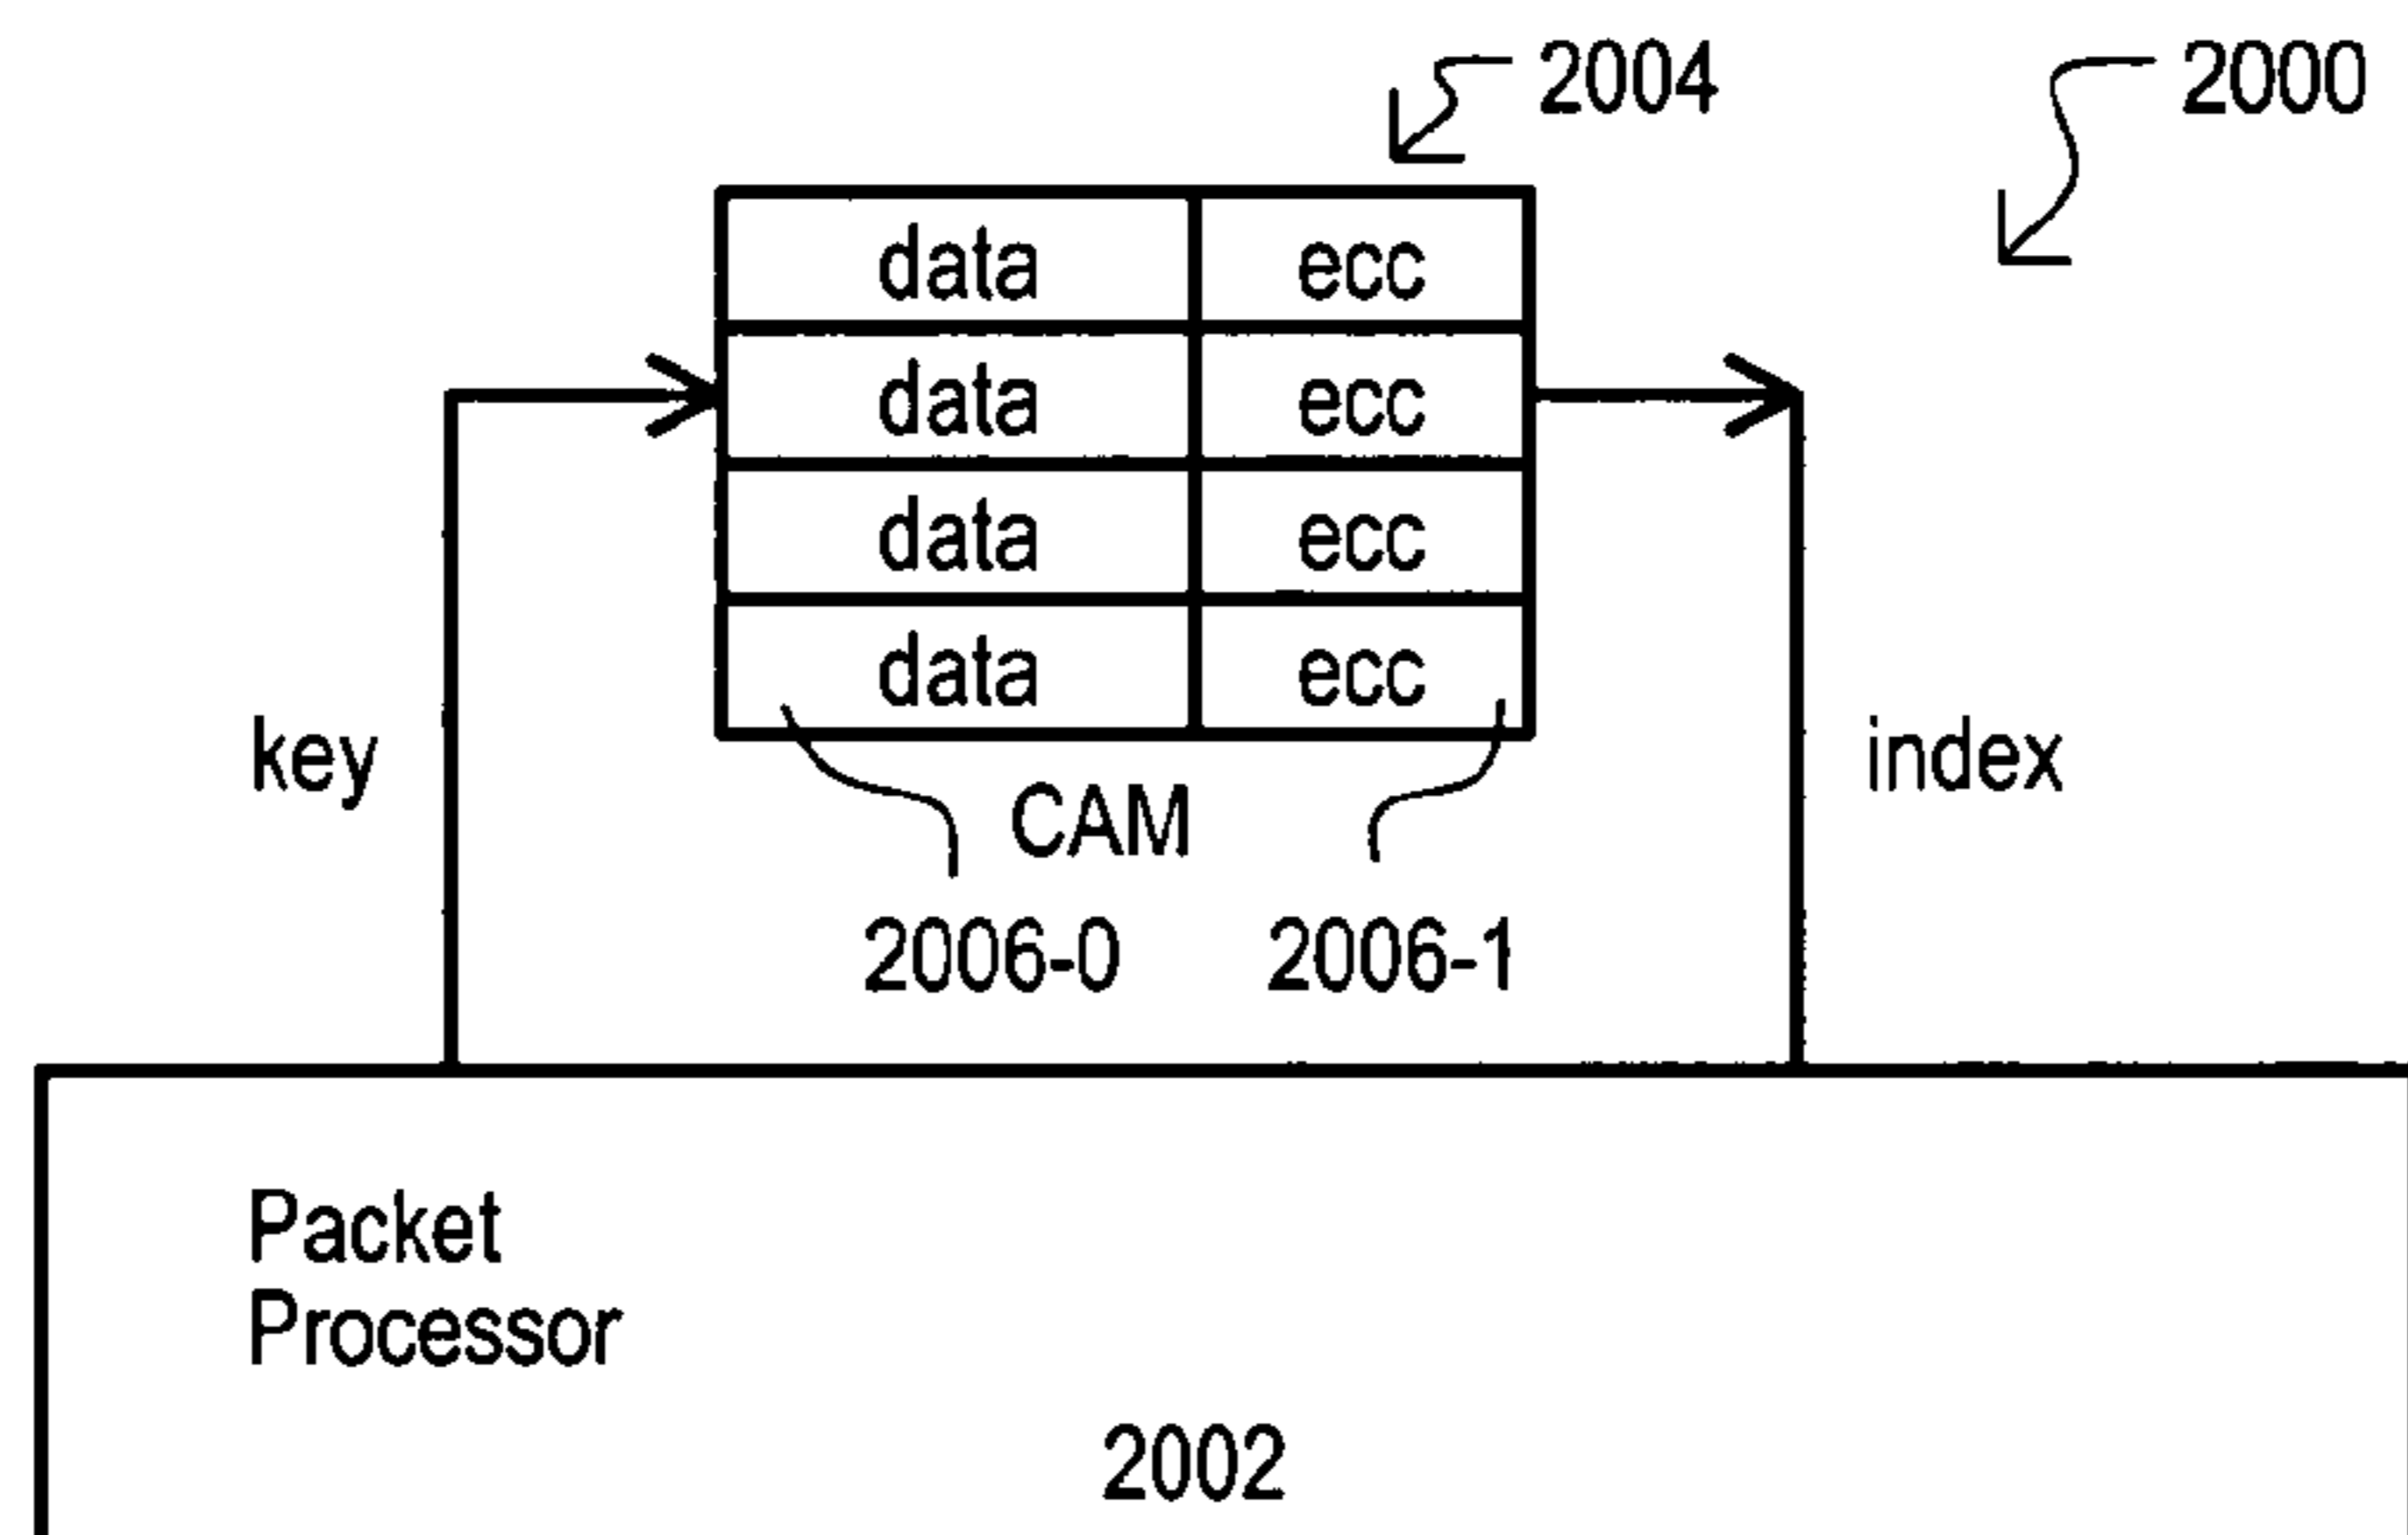 2004
2000
data ecc
data ecc
data ecc
data ecc
key
index
CAM
2006-0 2006-1
Packet
Processor
2002